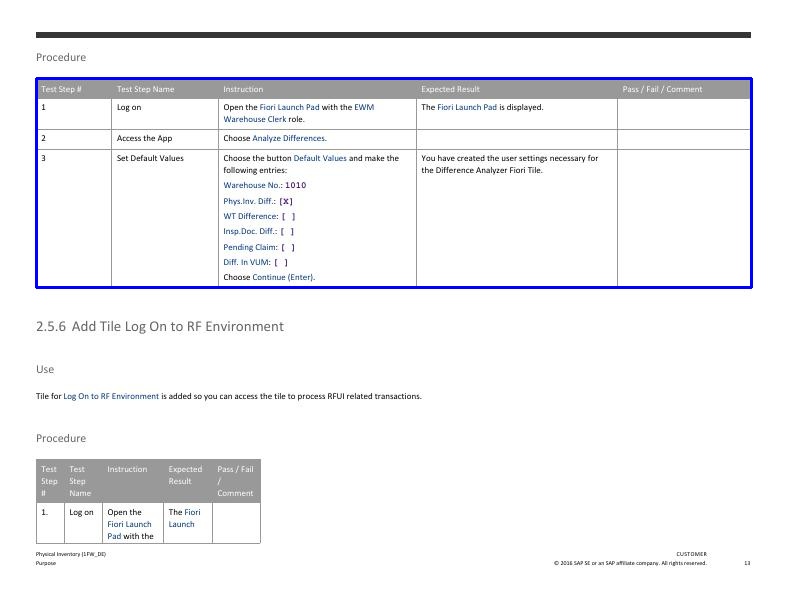 Procedure
Test Step # Test Step Name Instruction Expected Result Pass / Fail / Comment
1 Log on Open the Fiori Launch Pad with the EWM The Fiori Launch Pad is displayed.
Warehouse Clerk role.
2 Access the App Choose Analyze Differences.
3 Set Default Values Choose the button Default Values and make the You have created the user settings necessary for
following entries: the Difference Analyzer Fiori Tile.
Warehouse No.: 1010
Phys.Inv. Diff.: [X]
WT Difference: [ ]
Insp.Doc. Diff.: [ ]
Pending Claim: [ ]
Diff. In VUM: [ ]
Choose Continue (Enter).
2.5.6 Add Tile Log On to RF Environment
Use
Tile for Log On to RF Environment is added so you can access the tile to process RFUI related transactions.
Procedure
Test Test Instruction Expected Pass / Fail
Step Step Result /
# Name Comment
1. Log on Open the The Fiori
Fiori Launch Launch
Pad with the
Physical Inventory (1FW_DE) CUSTOMER
Purpose © 2016 SAP SE or an SAP affiliate company. All rights reserved. 13